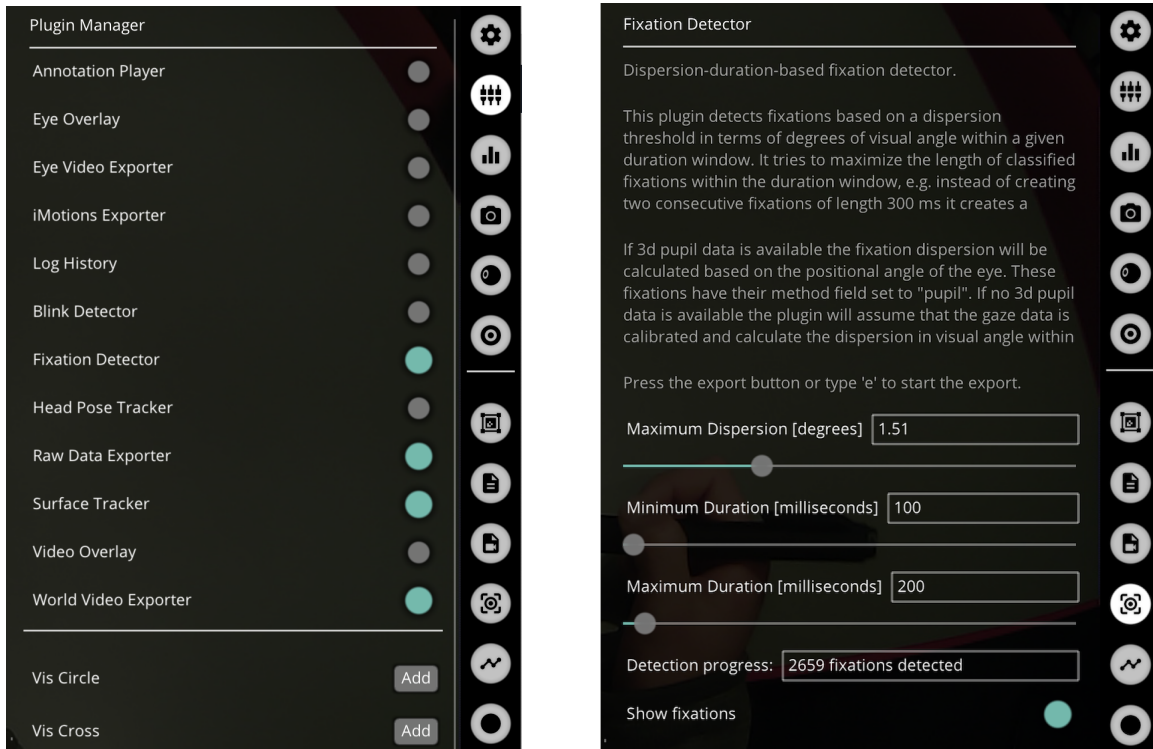 Plugin Manager
Annotation Player
Eye Overlay
Eye Video Exporter
iMotions Exporter
Log History
Blink Detector
Fixation Detector
Head Pose Tracker
Raw Data Exporter
Surface Tracker
Video Overlay
World Video Exporter
Vis Circle Add
Vis Cross Add
Fixation Detector
Dispersion-duration-based fixation detector.
This plugin detects fixations based on a dispersion
threshold in terms of degrees of visual angle within a given
duration window. It tries to maximize the length of classified
fixations within the duration window, e.g. instead of creating
two consecutive fixations of length 300 ms it creates a
If 3d pupil data is available the fixation dispersion will be
calculated based on the positional angle of the eye. These
fixations have their method field set to "pupil". If no 3d pupil
data is available the plugin will assume that the gaze data is
calibrated and calculate the dispersion in visual angle within
Press the export button or type 'e' to start the export.
Maximum Dispersion [degrees] 1.51
Minimum Duration [milliseconds] 100
Maximum Duration [milliseconds] 200
Detection progress: 2659 fixations detected
Show fixations